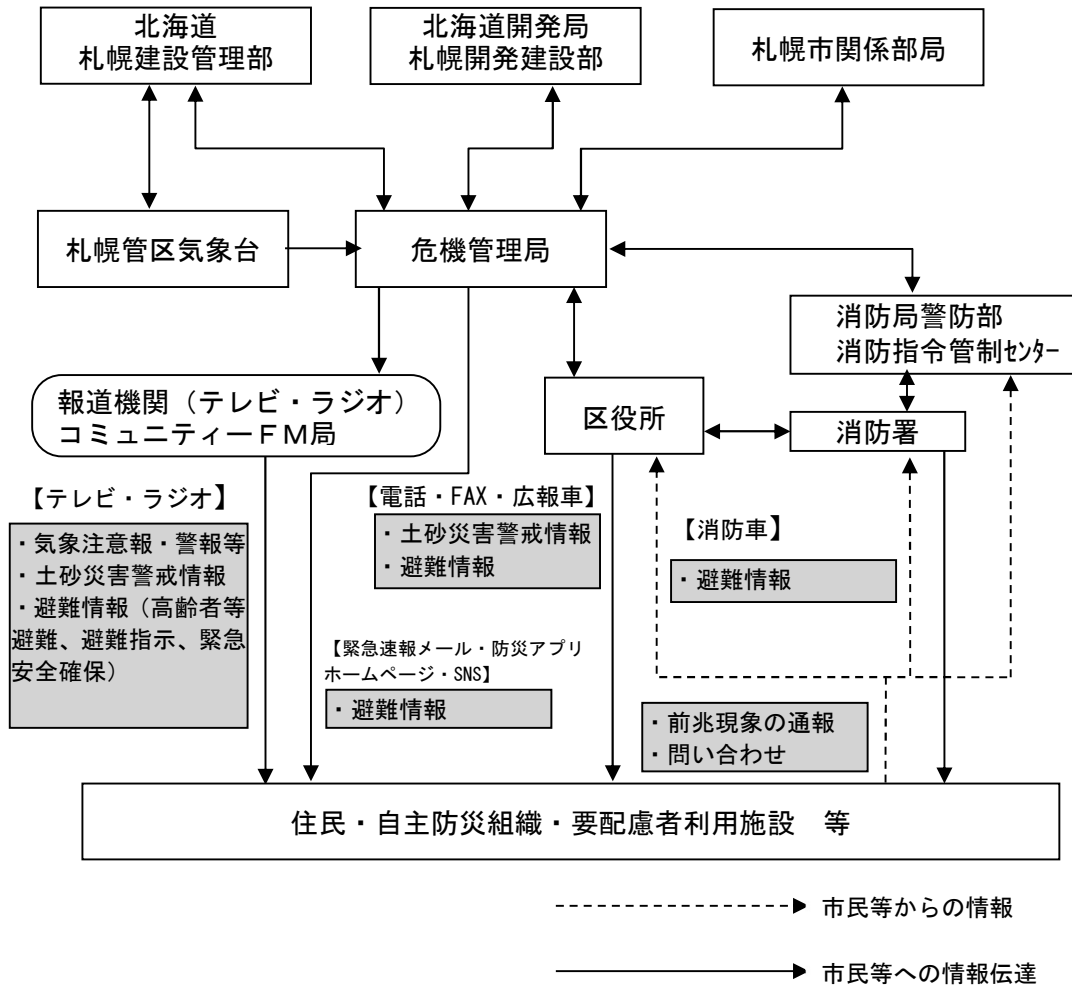 北海道
札幌建設管理部
北海道開発局
札幌開発建設部
札幌市関係部局
札幌管区気象台
危機管理局
消防局警防部
消防指令管制ｾﾝﾀｰ
報道機関（テレビ・ラジオ）
コミュニティーＦＭ局
区役所
消防署
【テレビ・ラジオ】
・気象注意報・警報等
・土砂災害警戒情報
・避難情報（高齢者等
避難、避難指示、緊急
安全確保）
【電話・FAX・広報車】
・土砂災害警戒情報
・避難情報
【消防車】
・避難情報
【緊急速報メール・防災アプリ
ホームページ・SNS】
・避難情報
・前兆現象の通報
・問い合わせ
住民・自主防災組織・要配慮者利用施設　等
市民等からの情報
市民等への情報伝達